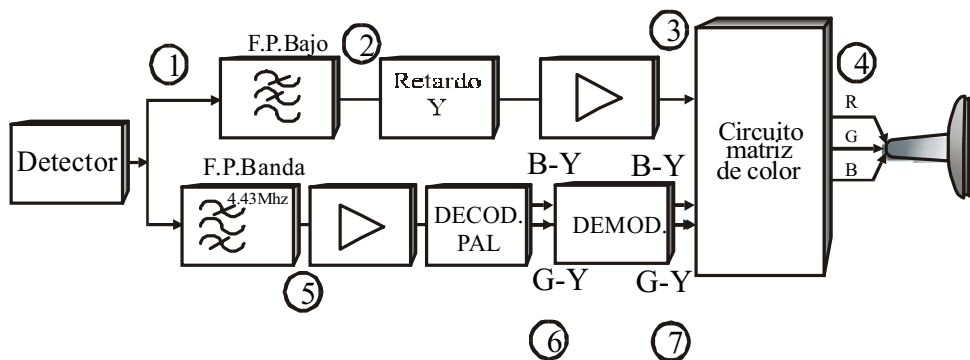 1
F.P.Bajo
2
3
4
Retardo
Y
Detector
F.P.Banda
4.43Mhz
5
DECOD.
PAL
B-Y
G-Y
6
DEMOD.
B-Y
G-Y
7
Circuito
matriz
de color
R
G
B